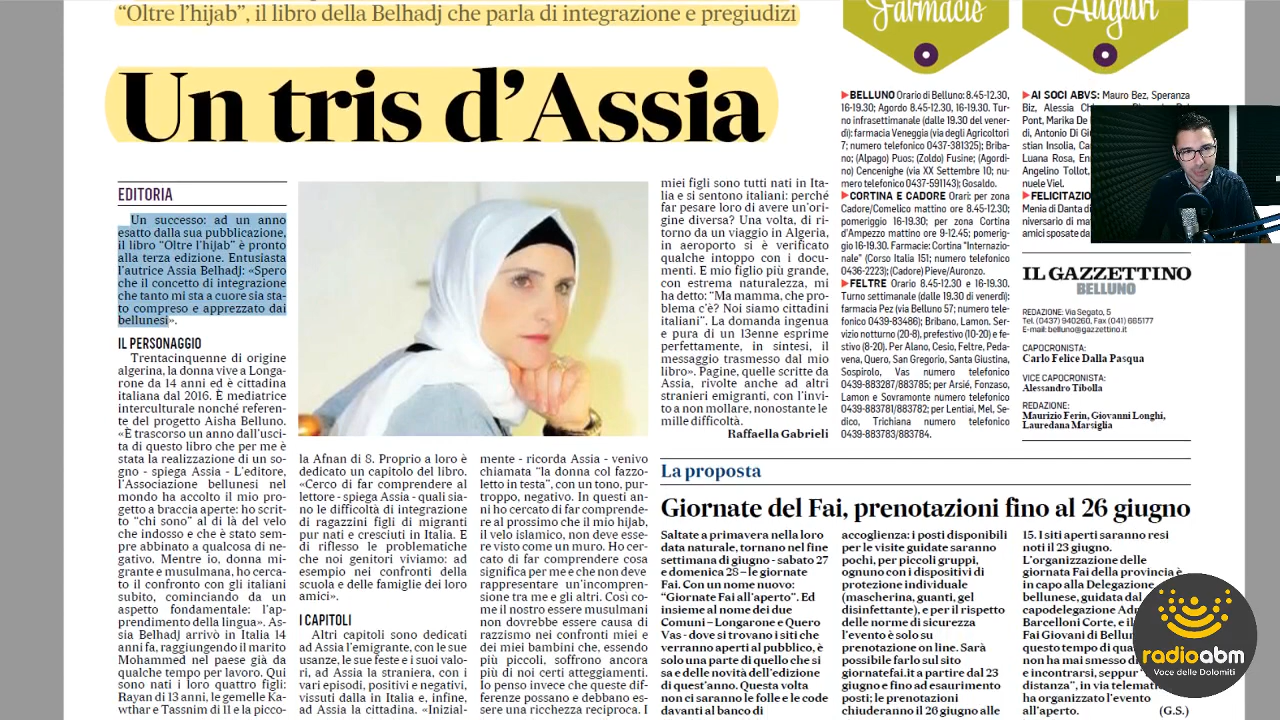 “Oltre l’hijab”, il libro della Belhadj che parla di integrazione e pregiudizi
Un tris d’Assia
EDITORIA
Un successo: ad un anno
esatto dalla sua pubblicazione,
il libro “Oltre l’hijab” è pronto
alla terza edizione. Entusiasta
l’autrice Assia Belhadj: «Spero
che il concetto di integrazione
che tanto mi sta a cuore sia sta-
to compreso e apprezzato dai
bellunesi».
IL PERSONAGGIO
Trentacinquenne di origine
algerina, la donna vive a Longa-
rone da 14 anni ed è cittadina
italiana dal 2016. È mediatrice
interculturale nonché referen-
te del progetto Aisha Belluno.
«È trascorso un anno dall’usci-
ta di questo libro che per me è
stata la realizzazione di un so-
gno - spiega Assia - L’editore,
l’Associazione bellunesi nel
mondo ha accolto il mio pro-
getto a braccia aperte: ho scrit-
to “chi sono” al di là del velo
che indosso e che è stato sem-
pre abbinato a qualcosa di ne-
gativo. Mentre io, donna mi-
grante e musulmana, ho cerca-
to il confronto con gli italiani
subito, cominciando da un
aspetto fondamentale: l’ap-
prendimento della lingua». As-
sia Belhadj arrivò in Italia 14
anni fa, raggiungendo il marito
Mohammed nel paese già da
qualche tempo per lavoro. Qui
sono nati i loro quattro figli:
Rayan di 13 anni, le gemelle Ka-
wthar e Tassnim di 11 e la picco-
la Afnan di 8. Proprio a loro è
dedicato un capitolo del libro.
«Cerco di far comprendere al
lettore - spiega Assia - quali sia-
no le difficoltà di integrazione
di ragazzini figli di migranti
pur nati e cresciuti in Italia. E
di riflesso le problematiche
che noi genitori viviamo: ad
esempio nei confronti della
scuola e delle famiglie dei loro
amici».
I CAPITOLI
Altri capitoli sono dedicati
ad Assia l’emigrante, con le sue
usanze, le sue feste e i suoi valo-
ri, ad Assia la straniera, con i
vari episodi, positivi e negativi,
vissuti dalla in Italia e, infine,
ad Assia la cittadina. «Inizial-
mente - ricorda Assia - venivo
chiamata “la donna col fazzo-
letto in testa”, con un tono, pur-
troppo, negativo. In questi an-
ni ho cercato di far comprende-
re al prossimo che il mio hijab,
il velo islamico, non deve esse-
re visto come un muro. Ho cer-
cato di far comprendere cosa
significa per me e che non deve
rappresentare un’incompren-
sione tra me e gli altri. Così co-
me il nostro essere musulmani
non dovrebbe essere causa di
razzismo nei confronti miei e
dei miei bambini che, essendo
più piccoli, soffrono ancora
più di noi certi atteggiamenti.
Io penso invece che queste dif-
ferenze possano e debbano es-
sere una ricchezza reciproca. I
miei figli sono tutti nati in Ita-
lia e si sentono italiani: perché
far pesare loro di avere un’ori-
gine diversa? Una volta, di ri-
torno da un viaggio in Algeria,
in aeroporto si è verificato
qualche intoppo con i docu-
menti. E mio figlio più grande,
con estrema naturalezza, mi
ha detto: “Ma mamma, che pro-
blema c’è? Noi siamo cittadini
italiani”. La domanda ingenua
e pura di un 13enne esprime
perfettamente, in sintesi, il
messaggio trasmesso dal mio
libro». Pagine, quelle scritte da
Assia, rivolte anche ad altri
stranieri emigranti, con l’invi-
to a non mollare, nonostante le
mille difficoltà.
Raffaella Gabrieli
Farmacie
BELLUNO Orario di Belluno: 8.45-12.30,
16-19.30; Agordo 8.45-12.30, 16-19.30. Tur-
no infrasettimanale (dalle 19.30 del vener-
dì): farmacia Veneggia (via degli Agricoltori
7; numero telefonico 0437-381325); Briba-
no; (Alpago) Puos; (Zoldo) Fusine; (Agordi-
no) Cencenighe (via XX Settembre 10; nu-
mero telefonico 0437-591143); Gosaldo.
CORTINA E CADORE Orari: per zona
Cadore/Comelico mattino ore 8.45-12.30;
pomeriggio 16-19.30; per zona Cortina
d’Ampezzo mattino ore 9-12.45; pomerig-
gio 16-19.30. Farmacie: Cortina “Internazio-
nale” (Corso Italia 151; numero telefonico
0436-2223); (Cadore) Pieve/Auronzo.
FELTRE Orario 8.45-12.30 e 16-19.30.
Turno settimanale (dalle 19.30 di venerdì):
farmacia Pez (via Belluno 57; numero tele-
fonico 0439-83486); Bribano, Lamon. Ser-
vizio notturno (20-8), prefestivo (10-20) e fe-
stivo (8-20). Per Alano, Cesio, Feltre, Peda-
vena, Quero, San Gregorio, Santa Giustina,
Sospirolo, Vas numero telefonico
0439-883287/883785; per Arsié, Fonzaso,
Lamon e Sovramonte numero telefonico
0439-883781/883782; per Lentiai, Mel, Se-
dico, Trichiana numero telefonico
0439-883783/883784.
Auguri
AI SOCI ABVS: Mauro Bez, Speranza
Biz, Alessia
Pont, Marika De
di, Antonio Di
stian Insolia,
Luana Rosa,
Angelino Tollot,
nuele Viel.
FELICITAZIO
Menia di Danta di
niversario di
amici sposate
IL GAZZETTINO
BELLUNO
REDAZIONE: Via Segato, 5
Tel. (0437) 940260, Fax (041) 665177
E-mail: belluno@gazzettino.it
CAPOCRONISTA:
Carlo Felice Dalla Pasqua
VICE CAPOCRONISTA:
Alessandro Tibolla
REDAZIONE:
Maurizio Ferin, Giovanni Longhi,
Lauredana Marsiglia
La proposta
Giornate del Fai, prenotazioni fino al 26 giugno
Saltate a primavera nella loro
data naturale, tornano nel fine
settimana di giugno - sabato 27
e domenica 28 – le giornate
Fai. Con un nome nuovo:
“Giornate Fai all’aperto”. Ed
insieme al nome dei due
Comuni – Longarone e Quero
Vas - dove si trovano i siti che
verranno aperti al pubblico, è
solo una parte di quello che si
sa e delle novità dell’edizione
di quest’anno. Questa volta
non ci saranno le folle e le code
davanti al banco di
accoglienza: i posti disponibili
per le visite guidate saranno
pochi, per piccoli gruppi,
ognuno con i dispositivi di
protezione individuale
(mascherina, guanti, gel
disinfettante), e per il rispetto
delle norme di sicurezza
l’evento è solo su
prenotazione on line. Sarà
possibile farlo sul sito
giornatefai.it a partire dal 23
giugno e fino ad esaurimento
posti; le prenotazioni
chiuderanno il 26 giugno alle
15. I siti aperti saranno resi
noti il 23 giugno.
L’organizzazione delle
giornata Fai della provincia è
in capo alla Delegazione
bellunese, guidata dal
capodelegazione
Barcelloni Corte, e il
Fai Giovani di
questo tempo di
non ha mai smesso
e incontrarsi, seppur
distanza”, in via
ha organizzato l’evento
all’aperto. (G.S.)
radioabm
Voce delle Dolomiti